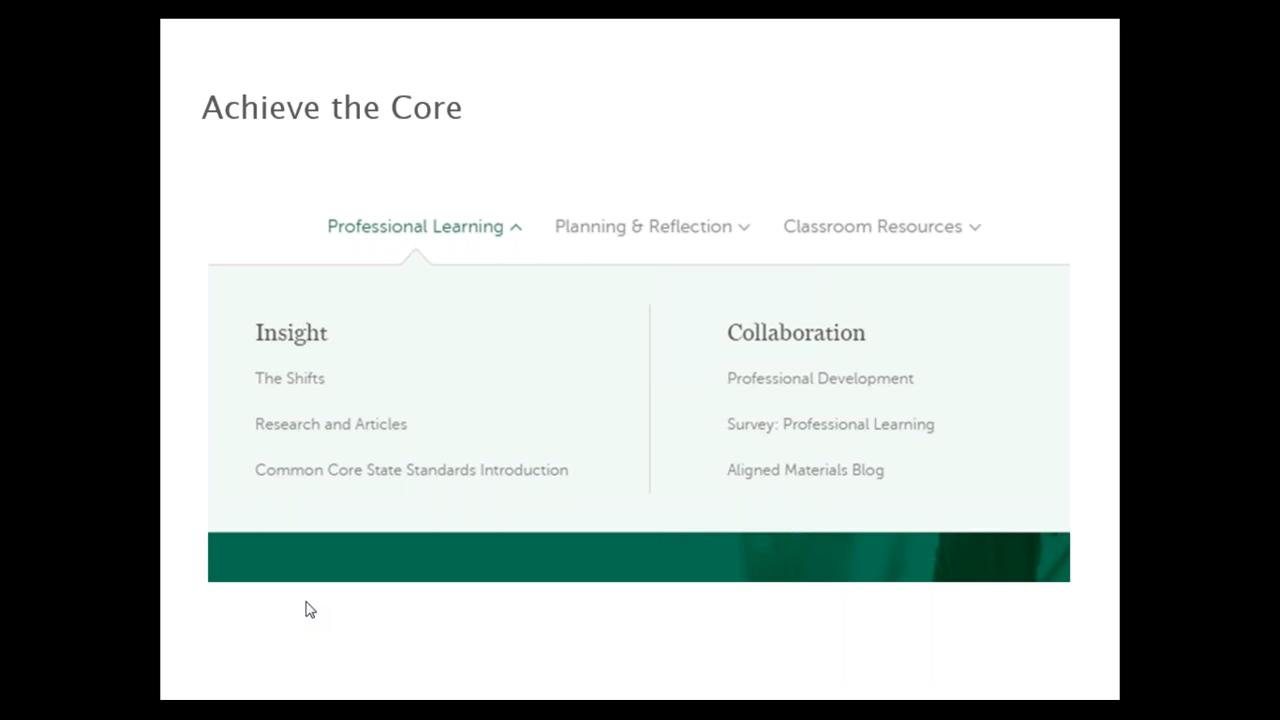 Achieve the Core
Professional Learning Planning & Reflection Classroom Resources
Insight
The Shifts
Research and Articles
Common Core State Standards Introduction
Collaboration
Professional Development
Survey: Professional Learning
Aligned Materials Blog